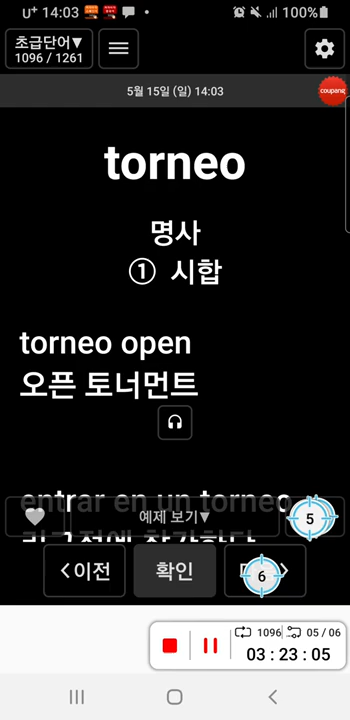 U+ 14:03 100%
초급단어▼
1096 / 1261
5월 15일 (일) 14:03
coupang
torneo
명사
① 시합
torneo open
오픈 토너먼트
entrar en un torneo
예제 보기▼
5
<이전
확인
6
>
1096 05 / 06
03 : 23 : 05